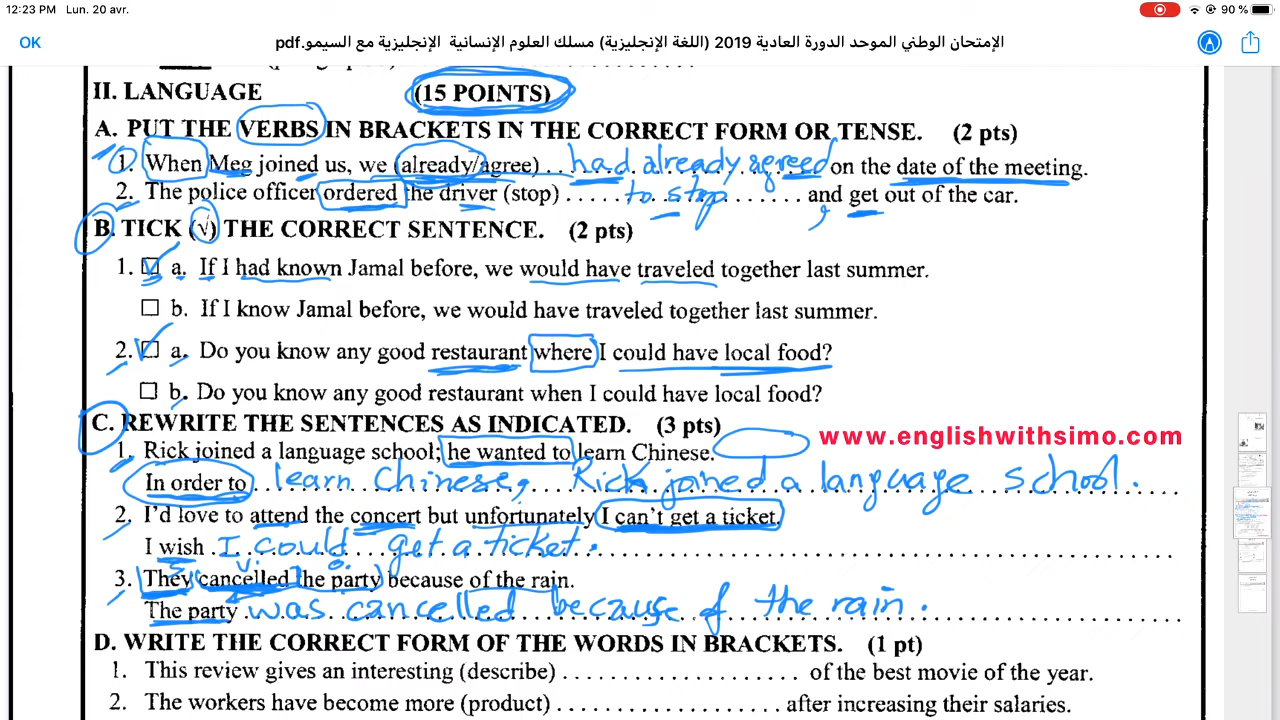 12:23 PM Lun. 20 avr. 90 %
OK الإمتحان الوطني الموحد الدورة العادية 2019 (اللغة الإنجليزية) مسلك العلوم الإنسانية الإنجليزية مع السيمو.pdf
II. LANGUAGE (15 POINTS)
A. PUT THE VERBS IN BRACKETS IN THE CORRECT FORM OR TENSE. (2 pts)
1. When Meg joined us, we (already/agree) . . had already agreed on the date of the meeting.
2. The police officer ordered the driver (stop) . . . . . to stop . . . . . . . and get out of the car.
B. TICK (√) THE CORRECT SENTENCE. (2 pts)
1. ☑ a. If I had known Jamal before, we would have traveled together last summer.
☐ b. If I know Jamal before, we would have traveled together last summer.
2. ☑ a. Do you know any good restaurant where I could have local food?
☐ b. Do you know any good restaurant when I could have local food?
C. REWRITE THE SENTENCES AS INDICATED. (3 pts)
www.englishwithsimo.com
1. Rick joined a language school; he wanted to learn Chinese.
In order to learn Chinese, Rick joined a language school.
2. I'd love to attend the concert but unfortunately I can't get a ticket.
I wish I could get a ticket.
S V. O.
3. They cancelled the party because of the rain.
The party was cancelled because of the rain.
D. WRITE THE CORRECT FORM OF THE WORDS IN BRACKETS. (1 pt)
1. This review gives an interesting (describe) . . . . . . . . . . . . . . . . . . . . of the best movie of the year.
2. The workers have become more (product) . . . . . . . . . . . . . . . . . . . after increasing their salaries.